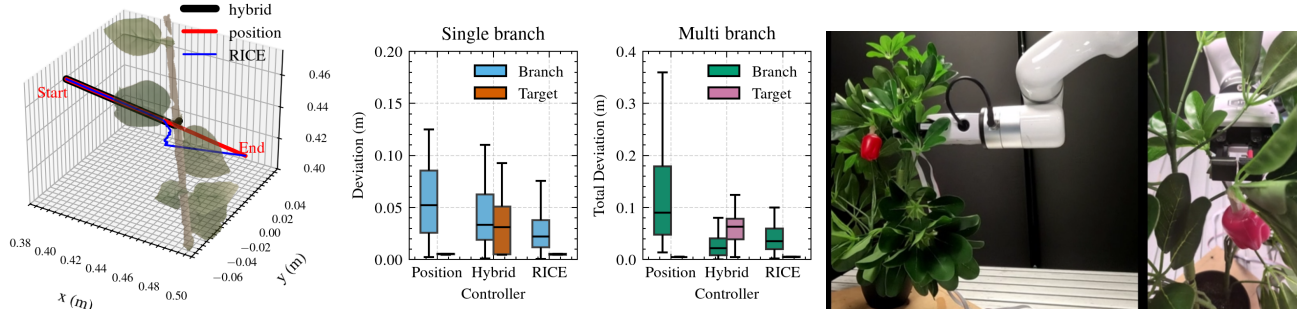 hybrid
position
RICE
Start
End
0.46
0.44
0.42
0.40
0.04
0.02
0.00
−0.02
−0.04
−0.06
y (m)
0.38
0.40
0.42
0.44
0.46
0.48
0.50
x (m)
Single branch
Branch
Target
0.20
0.15
0.10
0.05
0.00
Deviation (m)
Position Hybrid RICE
Controller
Multi branch
Branch
Target
0.4
0.3
0.2
0.1
0.0
Total Deviation (m)
Position Hybrid RICE
Controller